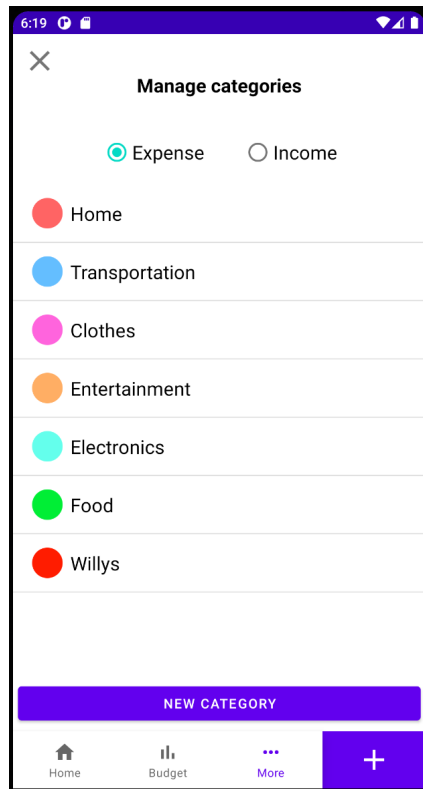 6:19
Manage categories
Expense Income
Home
Transportation
Clothes
Entertainment
Electronics
Food
Willys
NEW CATEGORY
Home Budget More